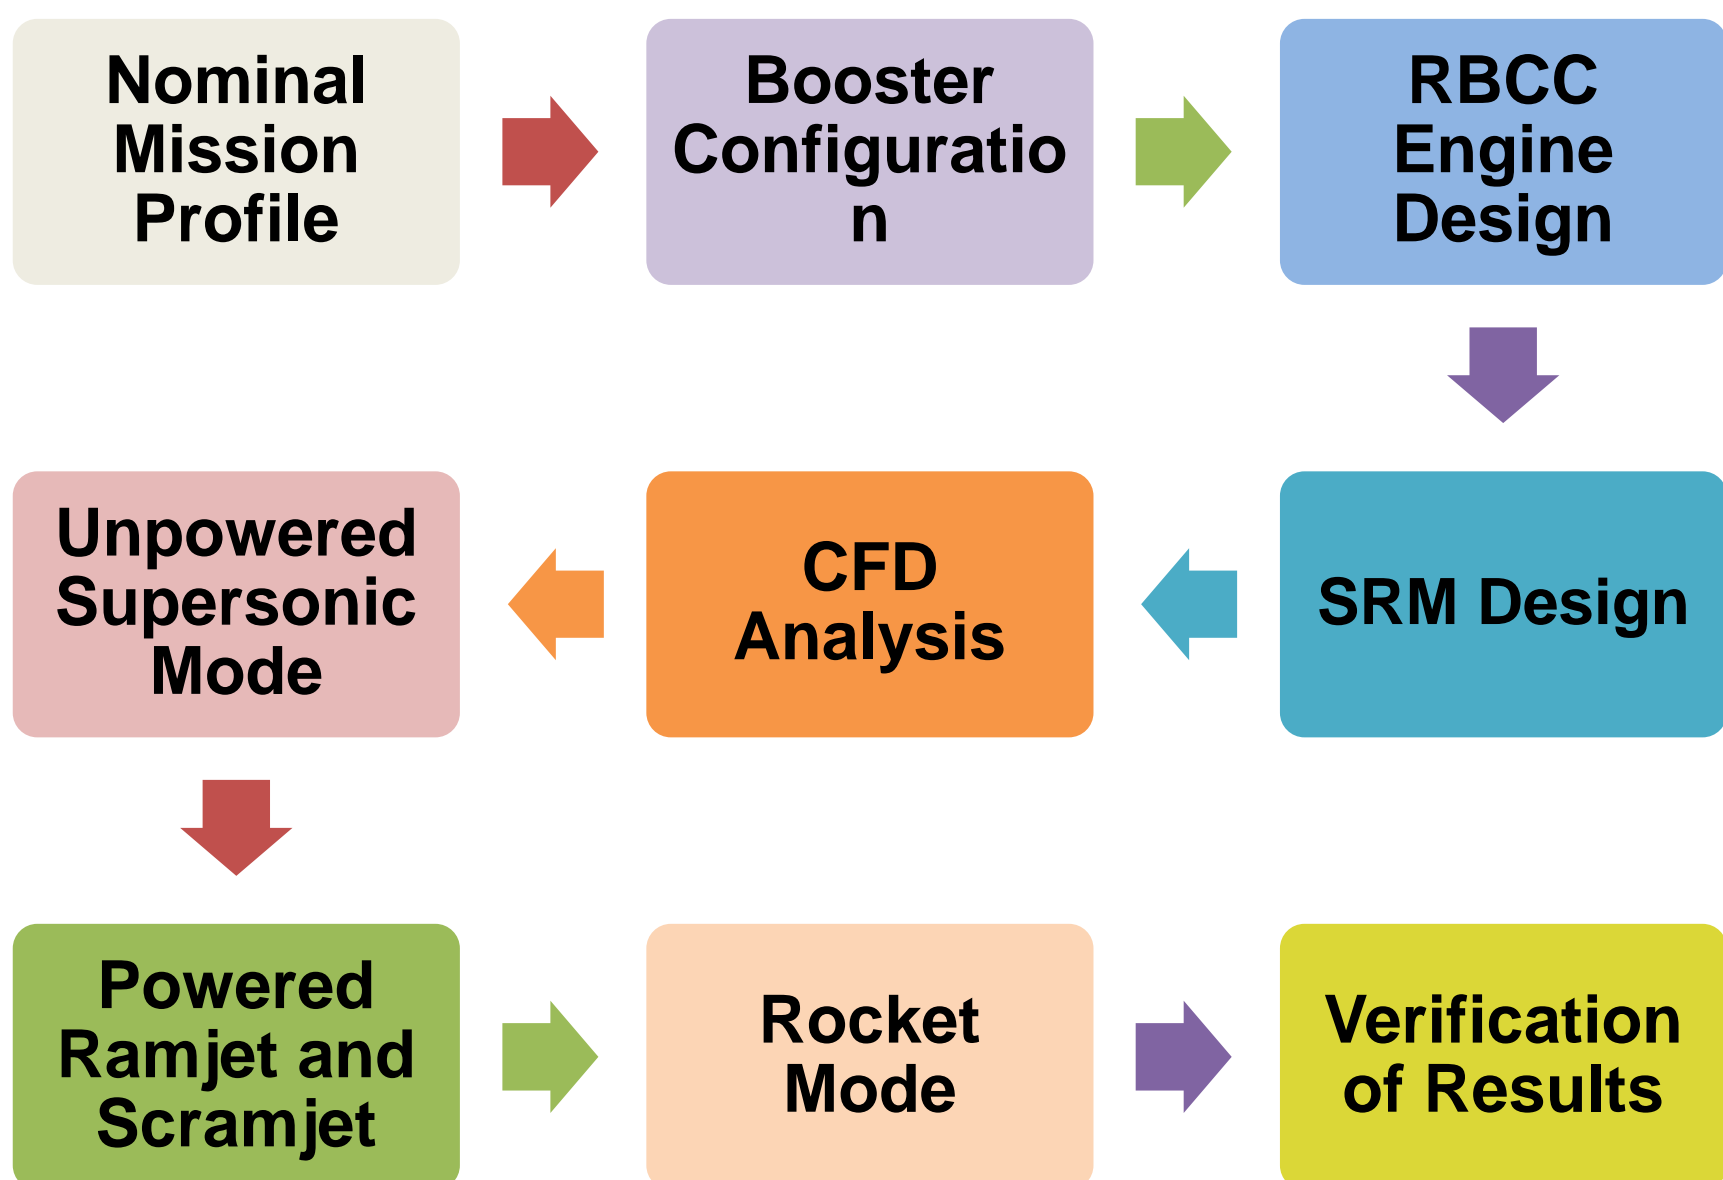 Nominal
Mission
Profile
Booster
Configuratio
n
RBCC
Engine
Design
SRM Design
CFD
Analysis
Unpowered
Supersonic
Mode
Powered
Ramjet and
Scramjet
Rocket
Mode
Verification
of Results